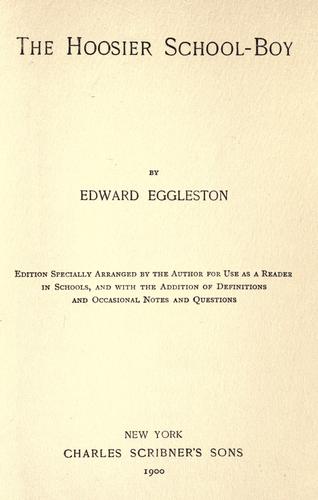 THE HOOSIER SCHOOL-BOY
BY
EDWARD EGGLESTON
EDITION SPECIALLY ARRANGED BY THE AUTHOR FOR USE AS A READER
IN SCHOOLS, AND WITH THE ADDITION OF DEFINITIONS
AND OCCASIONAL NOTES AND QUESTIONS
NEW YORK
CHARLES SCRIBNER'S SONS
1900